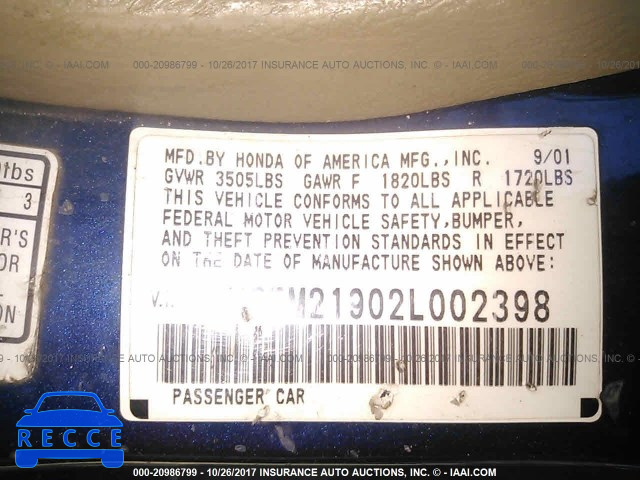 000-20986799 - 10/26/2017 INSURANCE AUTO AUCTIONS, INC. © - IAAI.COM
MFD.BY HONDA OF AMERICA MFG.,INC. 9/01
GVWR 3505LBS GAWR F 1820LBS R 1720LBS
THIS VEHICLE CONFORMS TO ALL APPLICABLE
FEDERAL MOTOR VEHICLE SAFETY,BUMPER,
AND THEFT PREVENTION STANDARDS IN EFFECT
ON THE DATE OF MANUFACTURE SHOWN ABOVE:
M21902L002398
PASSENGER CAR
3
R'S
OR
ON
RECCE
000-20986799 - 10/26/2017 INSURANCE AUTO AUCTIONS, INC. © - IAAI.COM